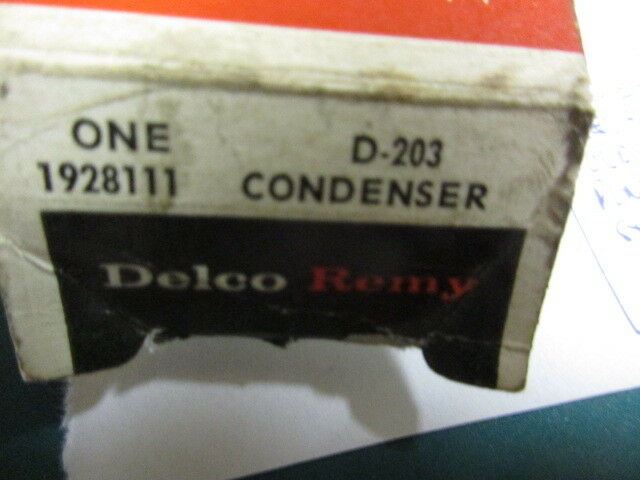 ONE D-203
1928111 CONDENSER
Delco Remy